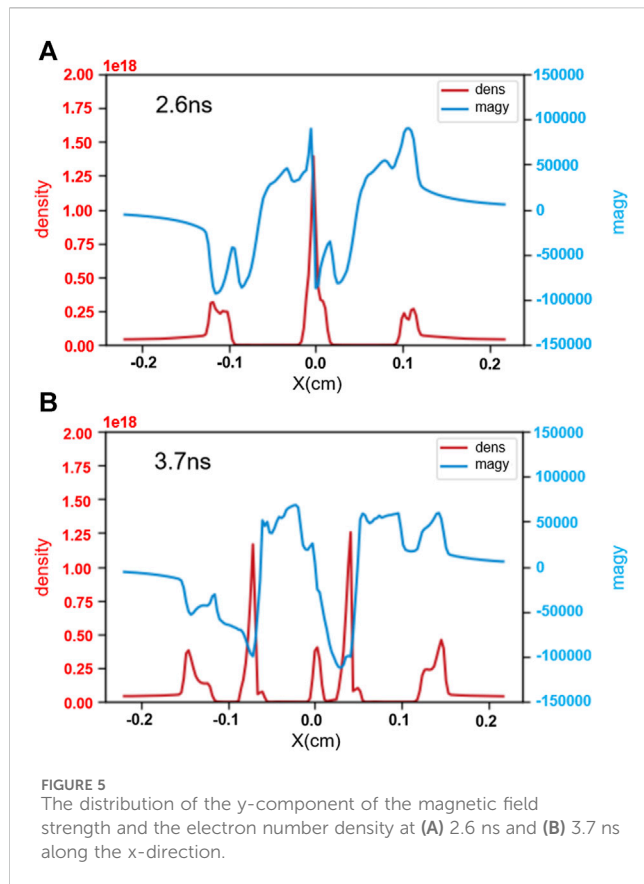 A
1e18
2.00
1.75
1.50
1.25
1.00
0.75
0.50
0.25
0.00
density
2.6ns
dens
magy
150000
100000
50000
0
-50000
-100000
-150000
magy
-0.2 -0.1 0.0 0.1 0.2
X(cm)
B
1e18
2.00
1.75
1.50
1.25
1.00
0.75
0.50
0.25
0.00
density
3.7ns
dens
magy
150000
100000
50000
0
-50000
-100000
-150000
magy
-0.2 -0.1 0.0 0.1 0.2
X(cm)
FIGURE 5
The distribution of the y-component of the magnetic field
strength and the electron number density at (A) 2.6 ns and (B) 3.7 ns
along the x-direction.